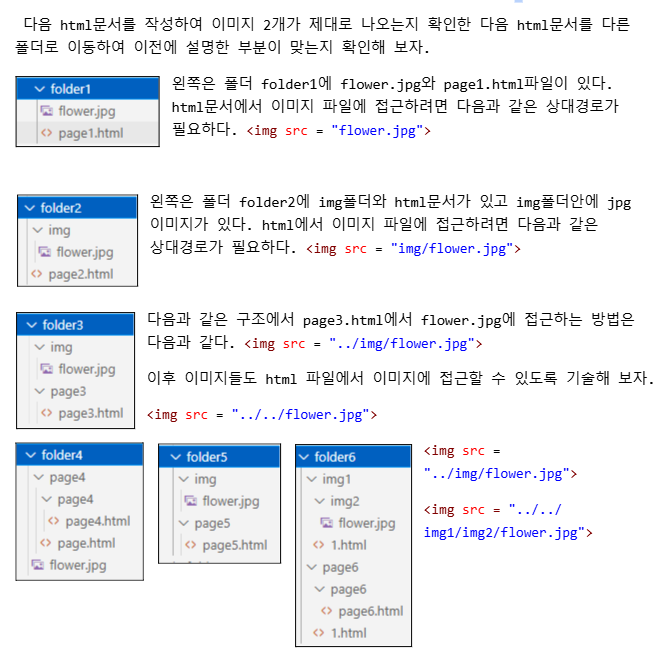 다음 html문서를 작성하여 이미지 2개가 제대로 나오는지 확인한 다음 html문서를 다른
폴더로 이동하여 이전에 설명한 부분이 맞는지 확인해 보자.
folder1
flower.jpg
page1.html
왼쪽은 폴더 folder1에 flower.jpg와 page1.html파일이 있다.
html문서에서 이미지 파일에 접근하려면 다음과 같은 상대경로가
필요하다. <img src = "flower.jpg">
folder2
img
flower.jpg
page2.html
왼쪽은 폴더 folder2에 img폴더와 html문서가 있고 img폴더안에 jpg
이미지가 있다. html에서 이미지 파일에 접근하려면 다음과 같은
상대경로가 필요하다. <img src = "img/flower.jpg">
folder3
img
flower.jpg
page3
page3.html
다음과 같은 구조에서 page3.html에서 flower.jpg에 접근하는 방법은
다음과 같다. <img src = "../img/flower.jpg">
이후 이미지들도 html 파일에서 이미지에 접근할 수 있도록 기술해 보자.
<img src = "../../flower.jpg">
folder4
page4
page4
page4.html
page.html
flower.jpg
folder5
img
flower.jpg
page5
page5.html
folder6
img1
img2
flower.jpg
1.html
page6
page6
page6.html
1.html
<img src =
"../img/flower.jpg">
<img src = "../../
img1/img2/flower.jpg">